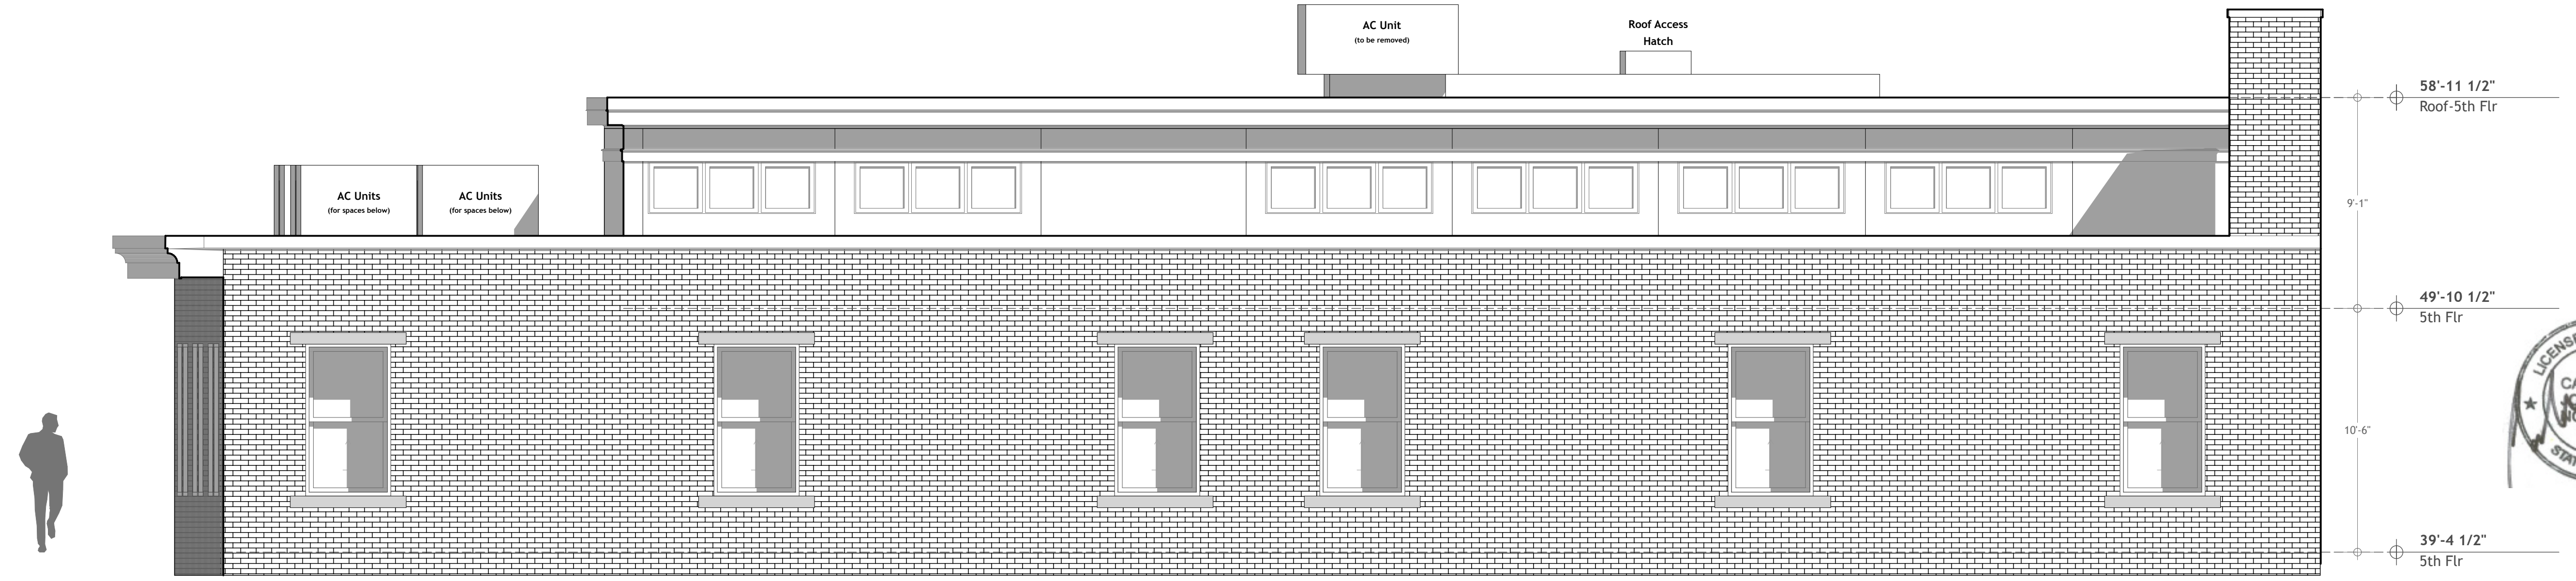 AC Unit
(to be removed)
Roof Access
Hatch
58'-11 1/2"
Roof-5th Flr
AC Units
(for spaces below)
AC Units
(for spaces below)
9'-1"
49'-10 1/2"
5th Flr
10'-6"
39'-4 1/2"
5th Flr